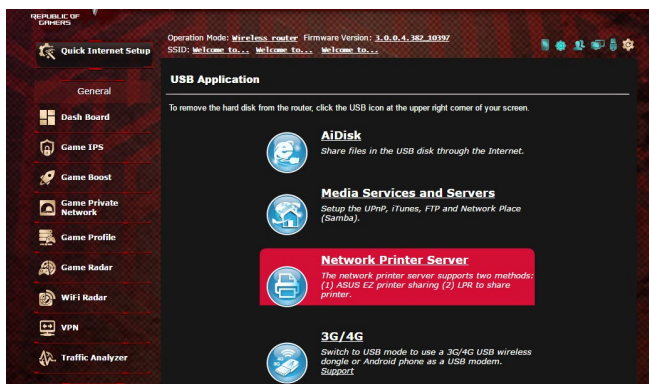 REPUBLIC OF
GAMERS
Operation Mode: Wireless router Firmware Version: 3.0.0.4.382_10397
SSID: Welcome to... Welcome to... Welcome to...
Quick Internet Setup
General
Dash Board
Game IPS
Game Boost
Game Private
Network
Game Profile
Game Radar
WiFi Radar
VPN
Traffic Analyzer
USB Application
To remove the hard disk from the router, click the USB icon at the upper right corner of your screen.
AiDisk
Share files in the USB disk through the Internet.
Media Services and Servers
Setup the UPnP, iTunes, FTP and Network Place
(Samba).
Network Printer Server
The network printer server supports two methods:
(1) ASUS EZ printer sharing (2) LPR to share
printer.
3G/4G
Switch to USB mode to use a 3G/4G USB wireless
dongle or Android phone as a USB modem.
Support